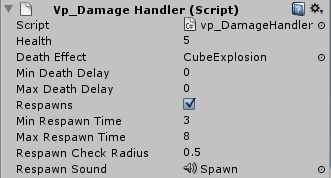 Vp_Damage Handler (Script)
Script vp_DamageHandler
Health 5
Death Effect CubeExplosion
Min Death Delay 0
Max Death Delay 0
Respawns
Min Respawn Time 3
Max Respawn Time 8
Respawn Check Radius 0.5
Respawn Sound Spawn